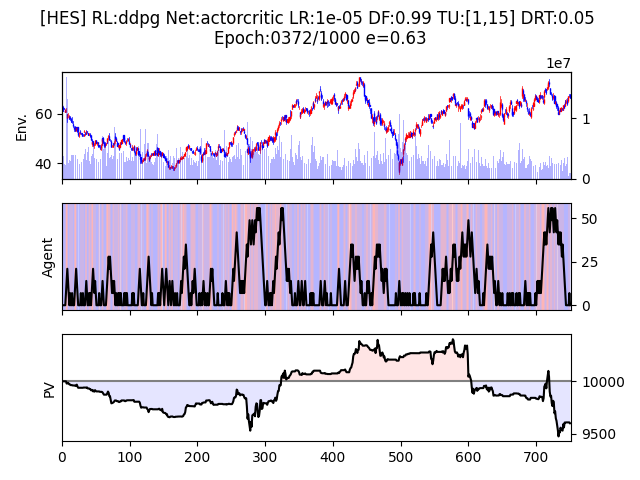 [HES] RL:ddpg Net:actorcritic LR:1e-05 DF:0.99 TU:[1,15] DRT:0.05
Epoch:0372/1000 e=0.63
1e7
Env.
60
40
1
0
Agent
50
25
0
PV
10000
9500
0 100 200 300 400 500 600 700